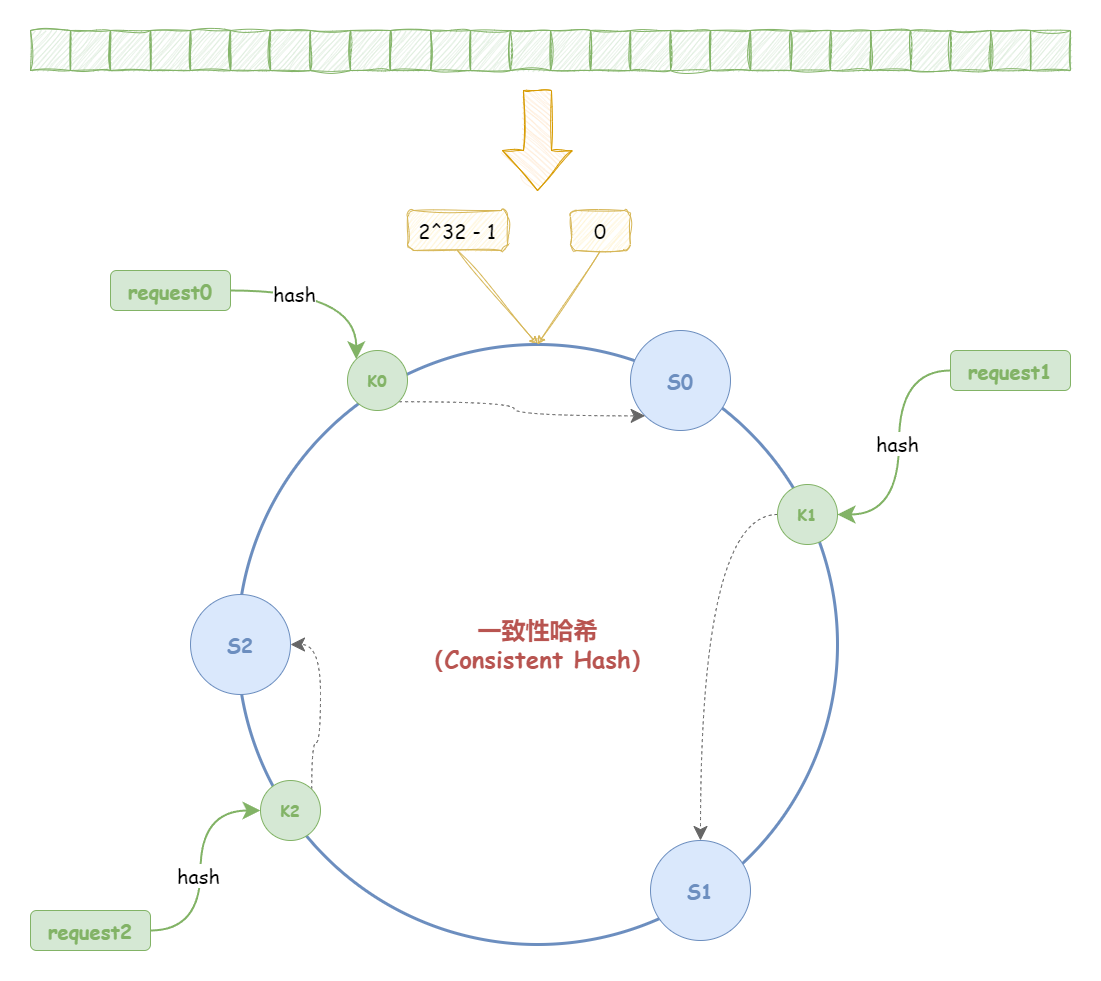 2^32 - 1
0
request0
hash
K0
S0
request1
hash
K1
一致性哈希
(Consistent Hash)
S2
K2
hash
request2
S1